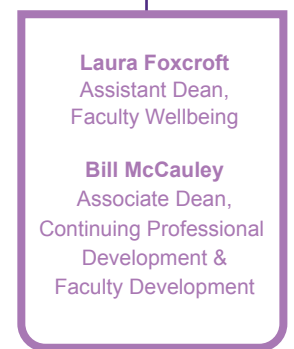 Laura Foxcroft
Assistant Dean,
Faculty Wellbeing
Bill McCauley
Associate Dean,
Continuing Professional
Development &
Faculty Development